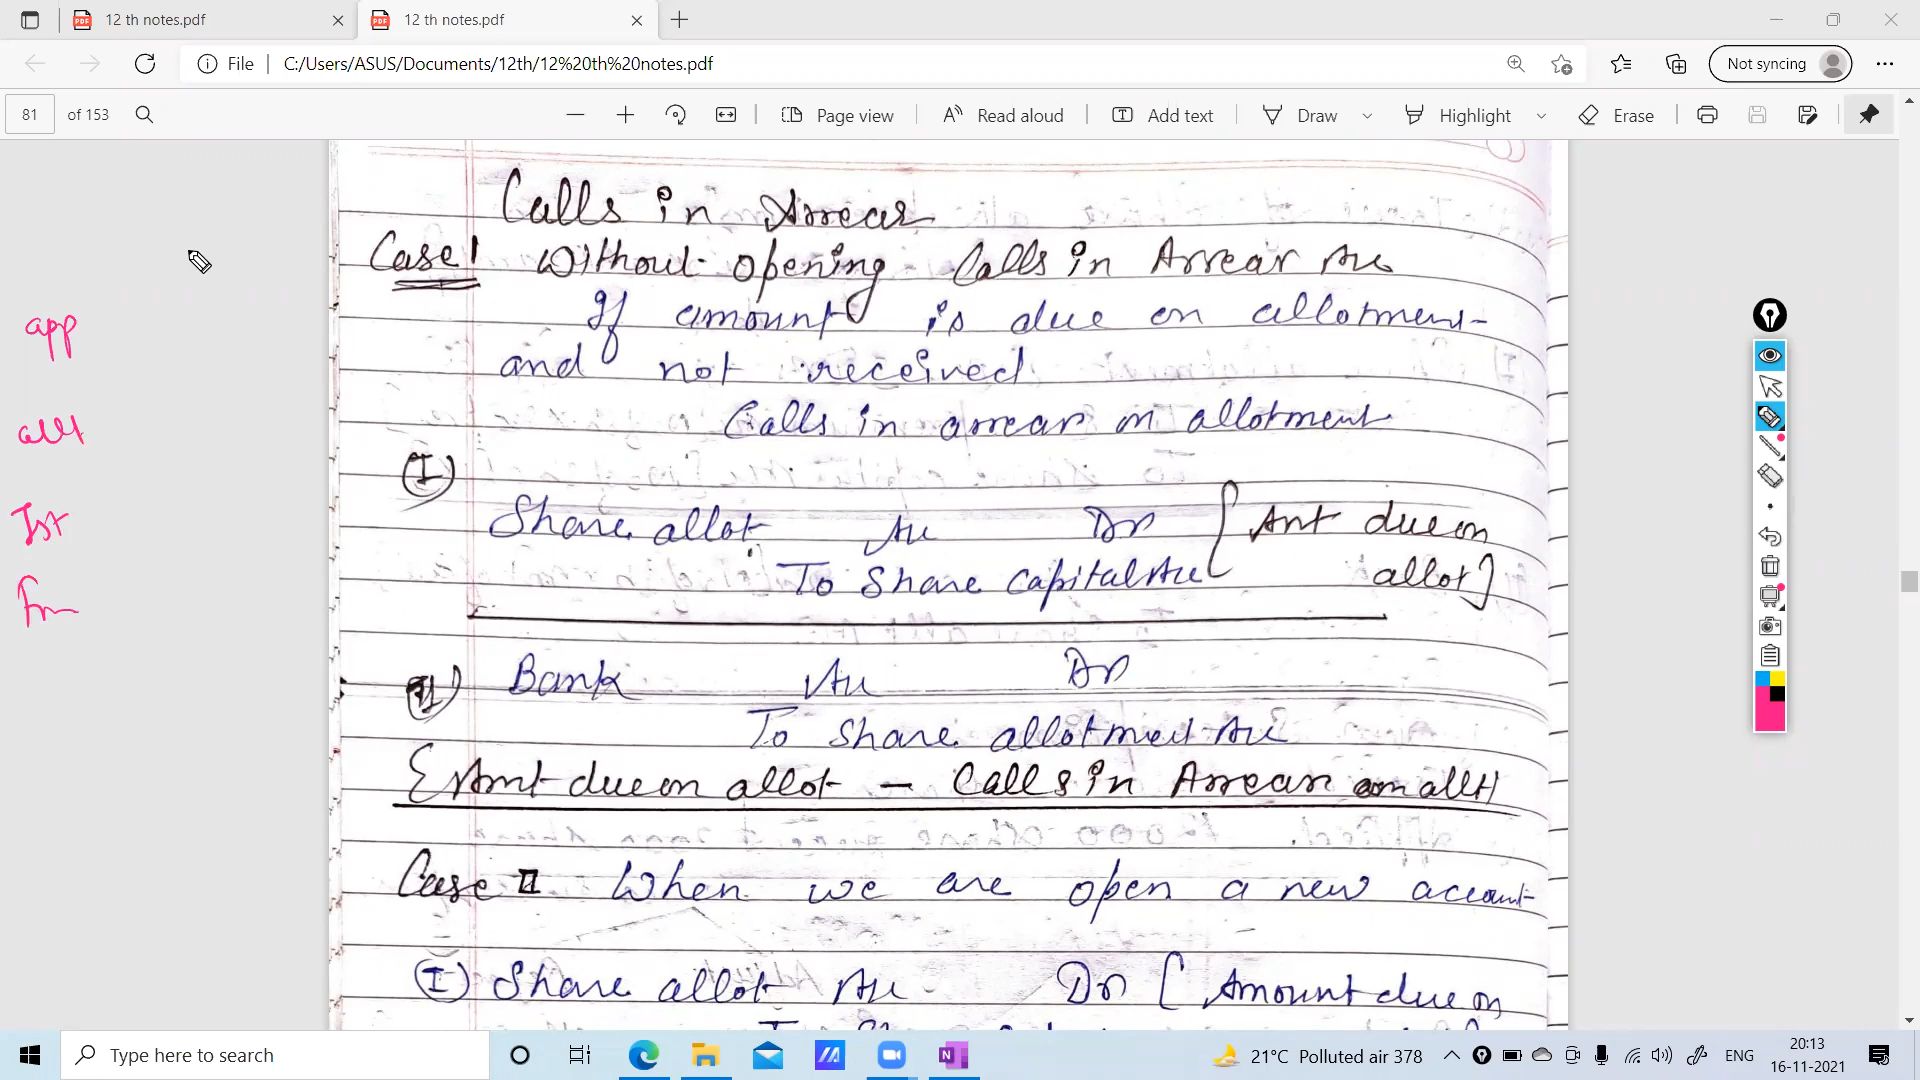 12 th notes.pdf
12 th notes.pdf
File
C:/Users/ASUS/Documents/12th/12%20th%20notes.pdf
Not syncing
81 of 153
Page view
Read aloud
Add text
Draw
Highlight
Erase
Calls in Arrear
Case I Without opening Calls in Arrear A/c
If amount is due on allotment
and not received
Calls in arrear on allotment
(I)
Share allot A/c Dr { Amt due on
To Share Capital A/c allot }
II) Bank A/c Dr
To Share allotment A/c
{ Amt due on allot - Calls in Arrear on allt }
Case II When we are open a new account
(I) Share allot A/c Dr [ Amount due on
app
allt
Ist
Type here to search
21°C Polluted air 378
ENG
20:13
16-11-2021